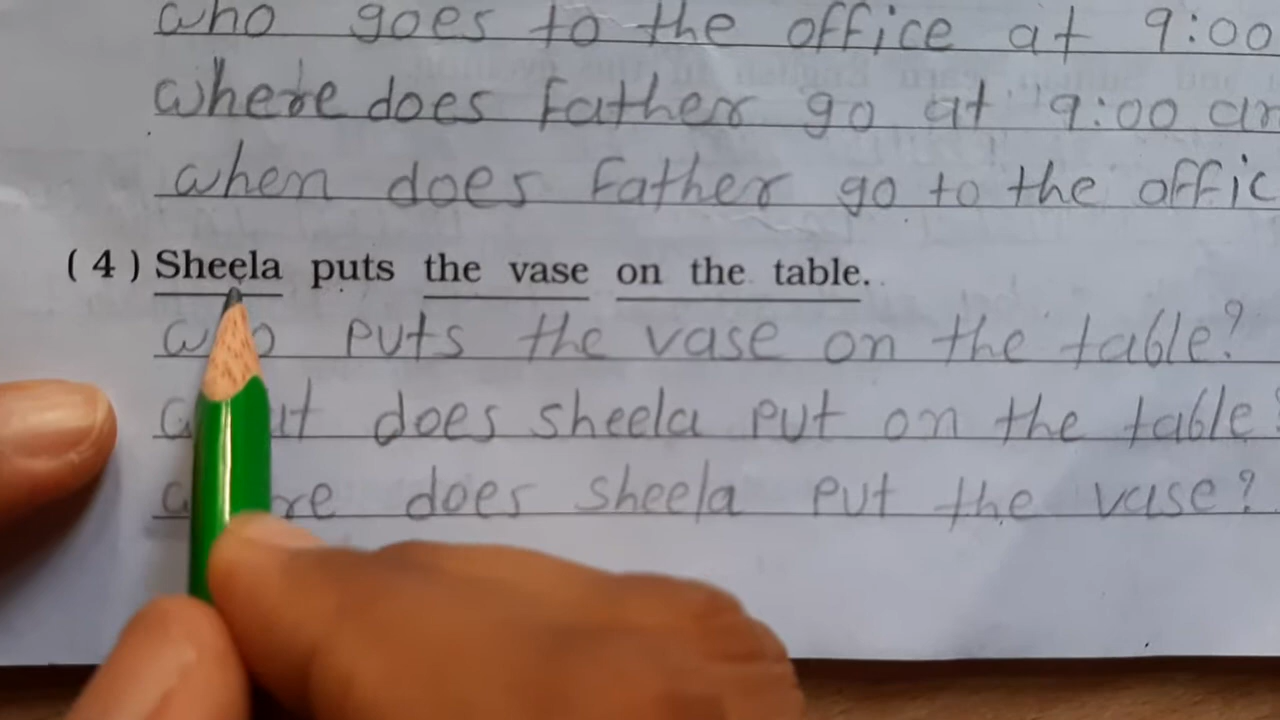 who goes to the office at 9:00
where does Father go at 9:00 am
when does Father go to the offic
( 4 ) Sheela puts the vase on the table.
who puts the vase on the table?
does sheela put on the table
does sheela put the vase?